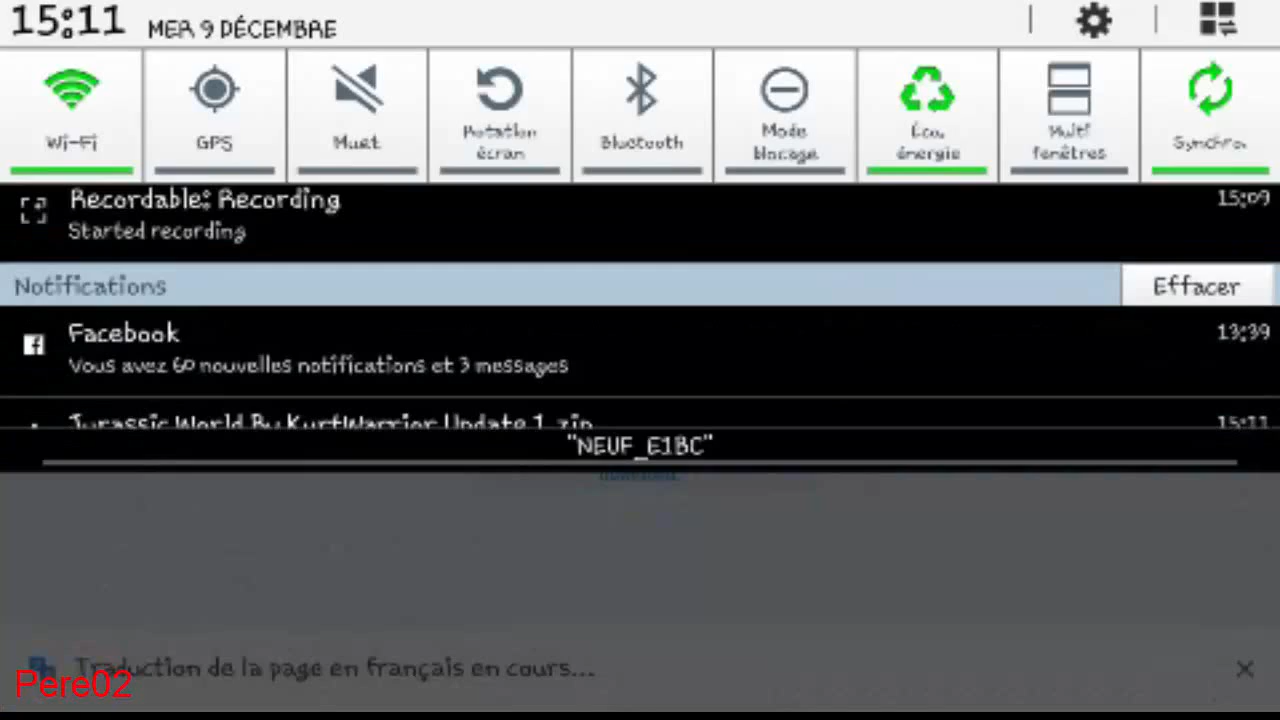 15:11 MER 9 DÉCEMBRE
Wi-Fi
GPS
Muet
Rotation
écran
Bluetooth
Mode
blocage
Éco.
énergie
Multi
fenêtres
Synchro.
Recordable: Recording 15:09
Started recording
Notifications Effacer
Facebook 13:39
Vous avez 60 nouvelles notifications et 3 messages
Jurassic World By KurtWarrior Update 1.zip 15:11
"NEUF_E1BC"
Traduction de la page en français en cours...
Pere02